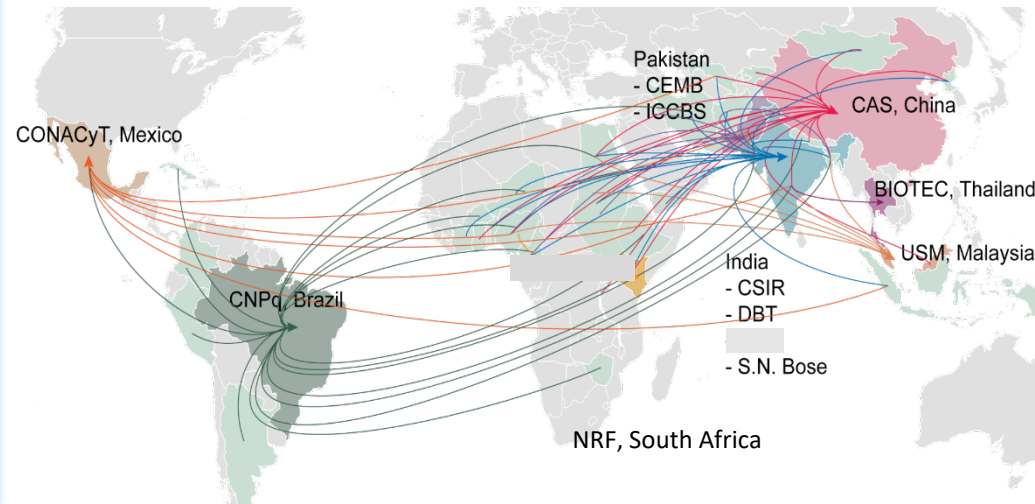 Pakistan
- CEMB
- ICCBS
CAS, China
CONACyT, Mexico
BIOTEC, Thailand
USM, Malaysia
India
- CSIR
- DBT
- S.N. Bose
CNPq, Brazil
NRF, South Africa